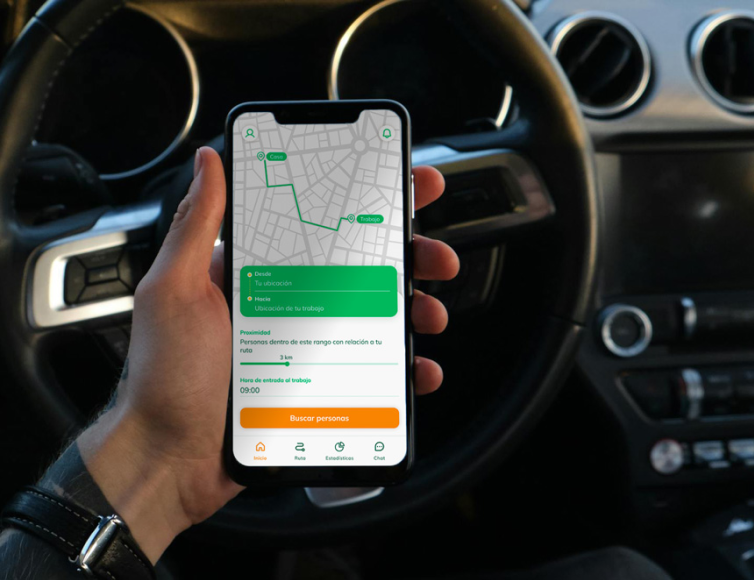 Casa
Trabajo
Desde
Tu ubicación
Hacia
Ubicación de tu trabajo
Proximidad
Personas dentro de este rango con relación a tu
ruta
3 km
Hora de entrada al trabajo
09:00
Buscar personas
Inicio
Ruta
Estadísticas
Chat